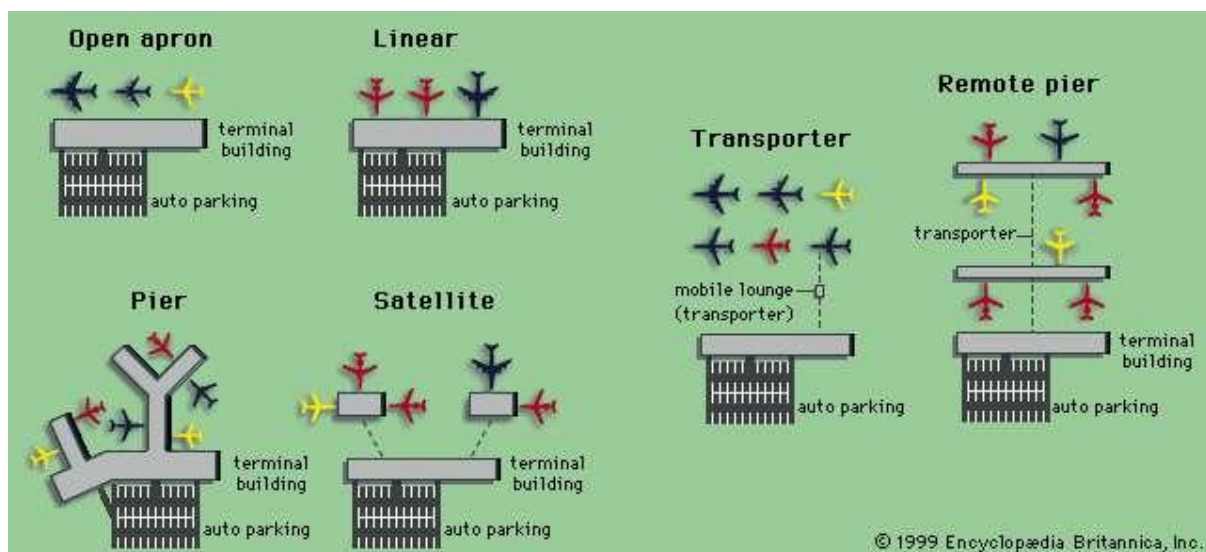 Open apron
terminal
building
auto parking
Linear
terminal
building
auto parking
Transporter
mobile lounge
(transporter)
auto parking
Remote pier
transporter
terminal
building
auto parking
Pier
terminal
building
auto parking
Satellite
terminal
building
auto parking
© 1999 Encyclopædia Britannica, Inc.